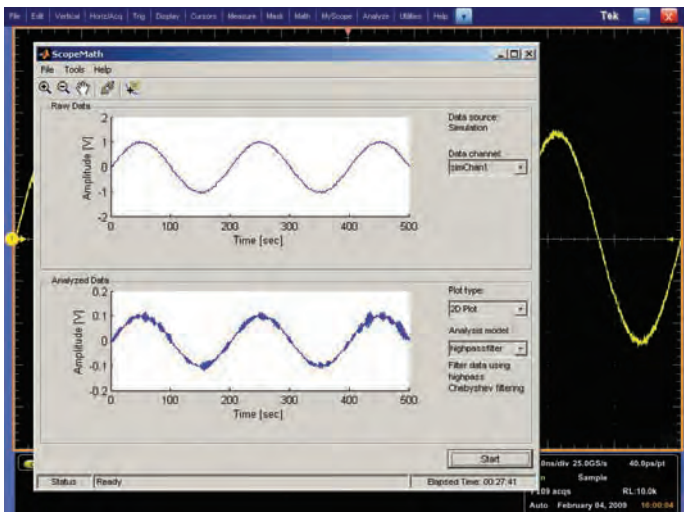 File Edit Vertical Horiz/Acq Trig Display Cursors Measure Mask Math MyScope Analyze Utilities Help Tek
ScopeMath
File Tools Help
Raw Data
Amplitude [V]
2
1
0
-1
-2
0 100 200 300 400 500
Time [sec]
Data source:
Simulation
Data channel:
simChan1
Analyzed Data
Amplitude [V]
0.2
0.1
0
-0.1
-0.2
0 100 200 300 400 500
Time [sec]
Plot type:
2D Plot
Analysis model:
highpassfilter
Filter data using
highpass
Chebyshev filtering
Start
Status Ready Elapsed Time: 00:27:41
0ns/div 25.0GS/s 40.0ps/pt
Sample
109 acqs RL:10.0k
Auto February 04, 2009 10:00:04